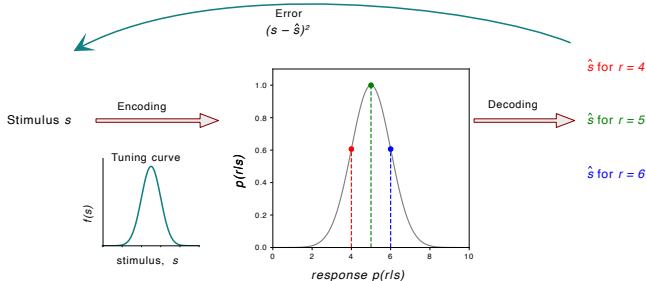 Error
(s − ŝ)²
Stimulus s
Encoding
Decoding
ŝ for r = 4
ŝ for r = 5
ŝ for r = 6
Tuning curve
f(s)
stimulus, s
p(r|s)
1.0
0.8
0.6
0.4
0.2
0.0
0 2 4 6 8 10
response p(r|s)